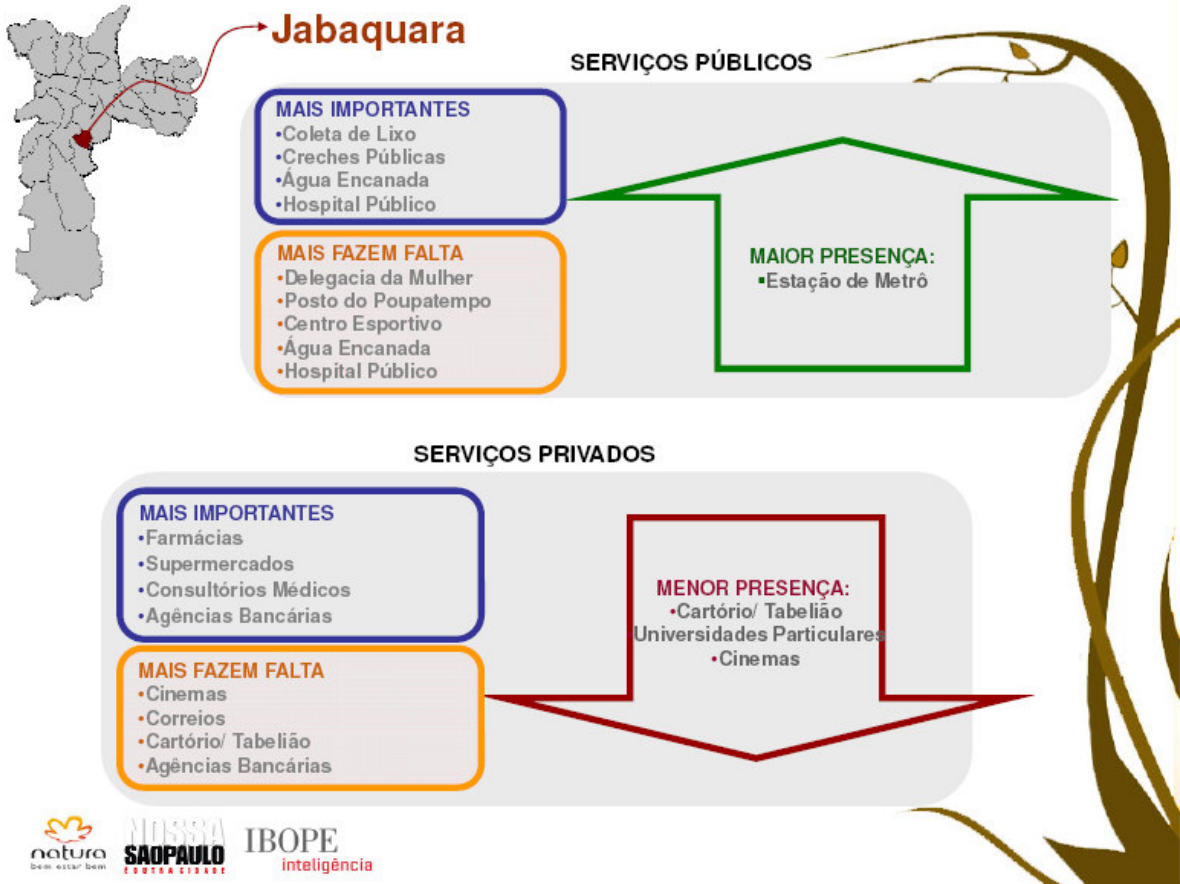 Jabaquara
SERVIÇOS PÚBLICOS
MAIS IMPORTANTES
•Coleta de Lixo
•Creches Públicas
•Água Encanada
•Hospital Público
MAIS FAZEM FALTA
•Delegacia da Mulher
•Posto do Poupatempo
•Centro Esportivo
•Água Encanada
•Hospital Público
MAIOR PRESENÇA:
▪Estação de Metrô
SERVIÇOS PRIVADOS
MAIS IMPORTANTES
•Farmácias
•Supermercados
•Consultórios Médicos
•Agências Bancárias
MAIS FAZEM FALTA
•Cinemas
•Correios
•Cartório/ Tabelião
•Agências Bancárias
MENOR PRESENÇA:
•Cartório/ Tabelião
Universidades Particulares
•Cinemas
natura
bem estar bem
NOSSA
SÃOPAULO
É OUTRA CIDADE
IBOPE
inteligência